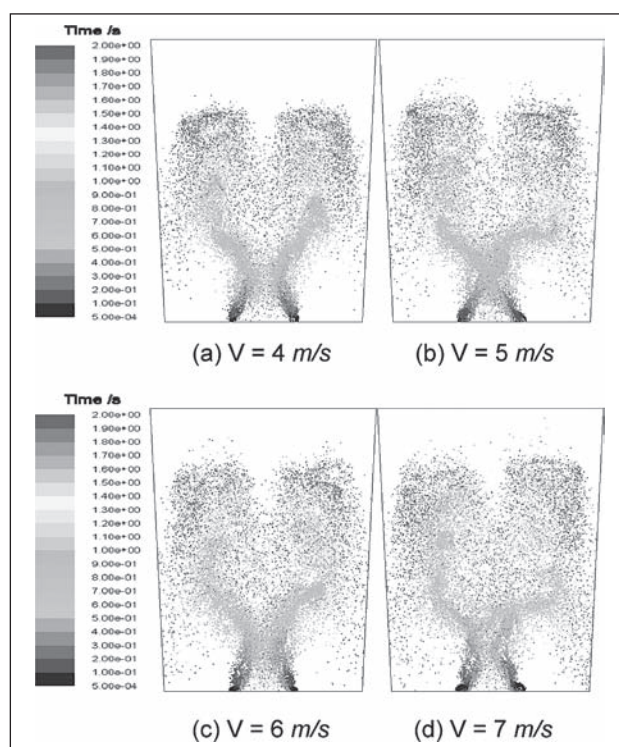 Time /s
2.00e+00
1.90e+00
1.80e+00
1.70e+00
1.60e+00
1.50e+00
1.40e+00
1.30e+00
1.20e+00
1.10e+00
1.00e+00
9.00e-01
8.00e-01
7.00e-01
6.00e-01
5.00e-01
4.00e-01
3.00e-01
2.00e-01
1.00e-01
5.00e-04
(a) V = 4 m/s
(b) V = 5 m/s
Time /s
2.00e+00
1.90e+00
1.80e+00
1.70e+00
1.60e+00
1.50e+00
1.40e+00
1.30e+00
1.20e+00
1.10e+00
1.00e+00
9.00e-01
8.00e-01
7.00e-01
6.00e-01
5.00e-01
4.00e-01
3.00e-01
2.00e-01
1.00e-01
5.00e-04
(c) V = 6 m/s
(d) V = 7 m/s